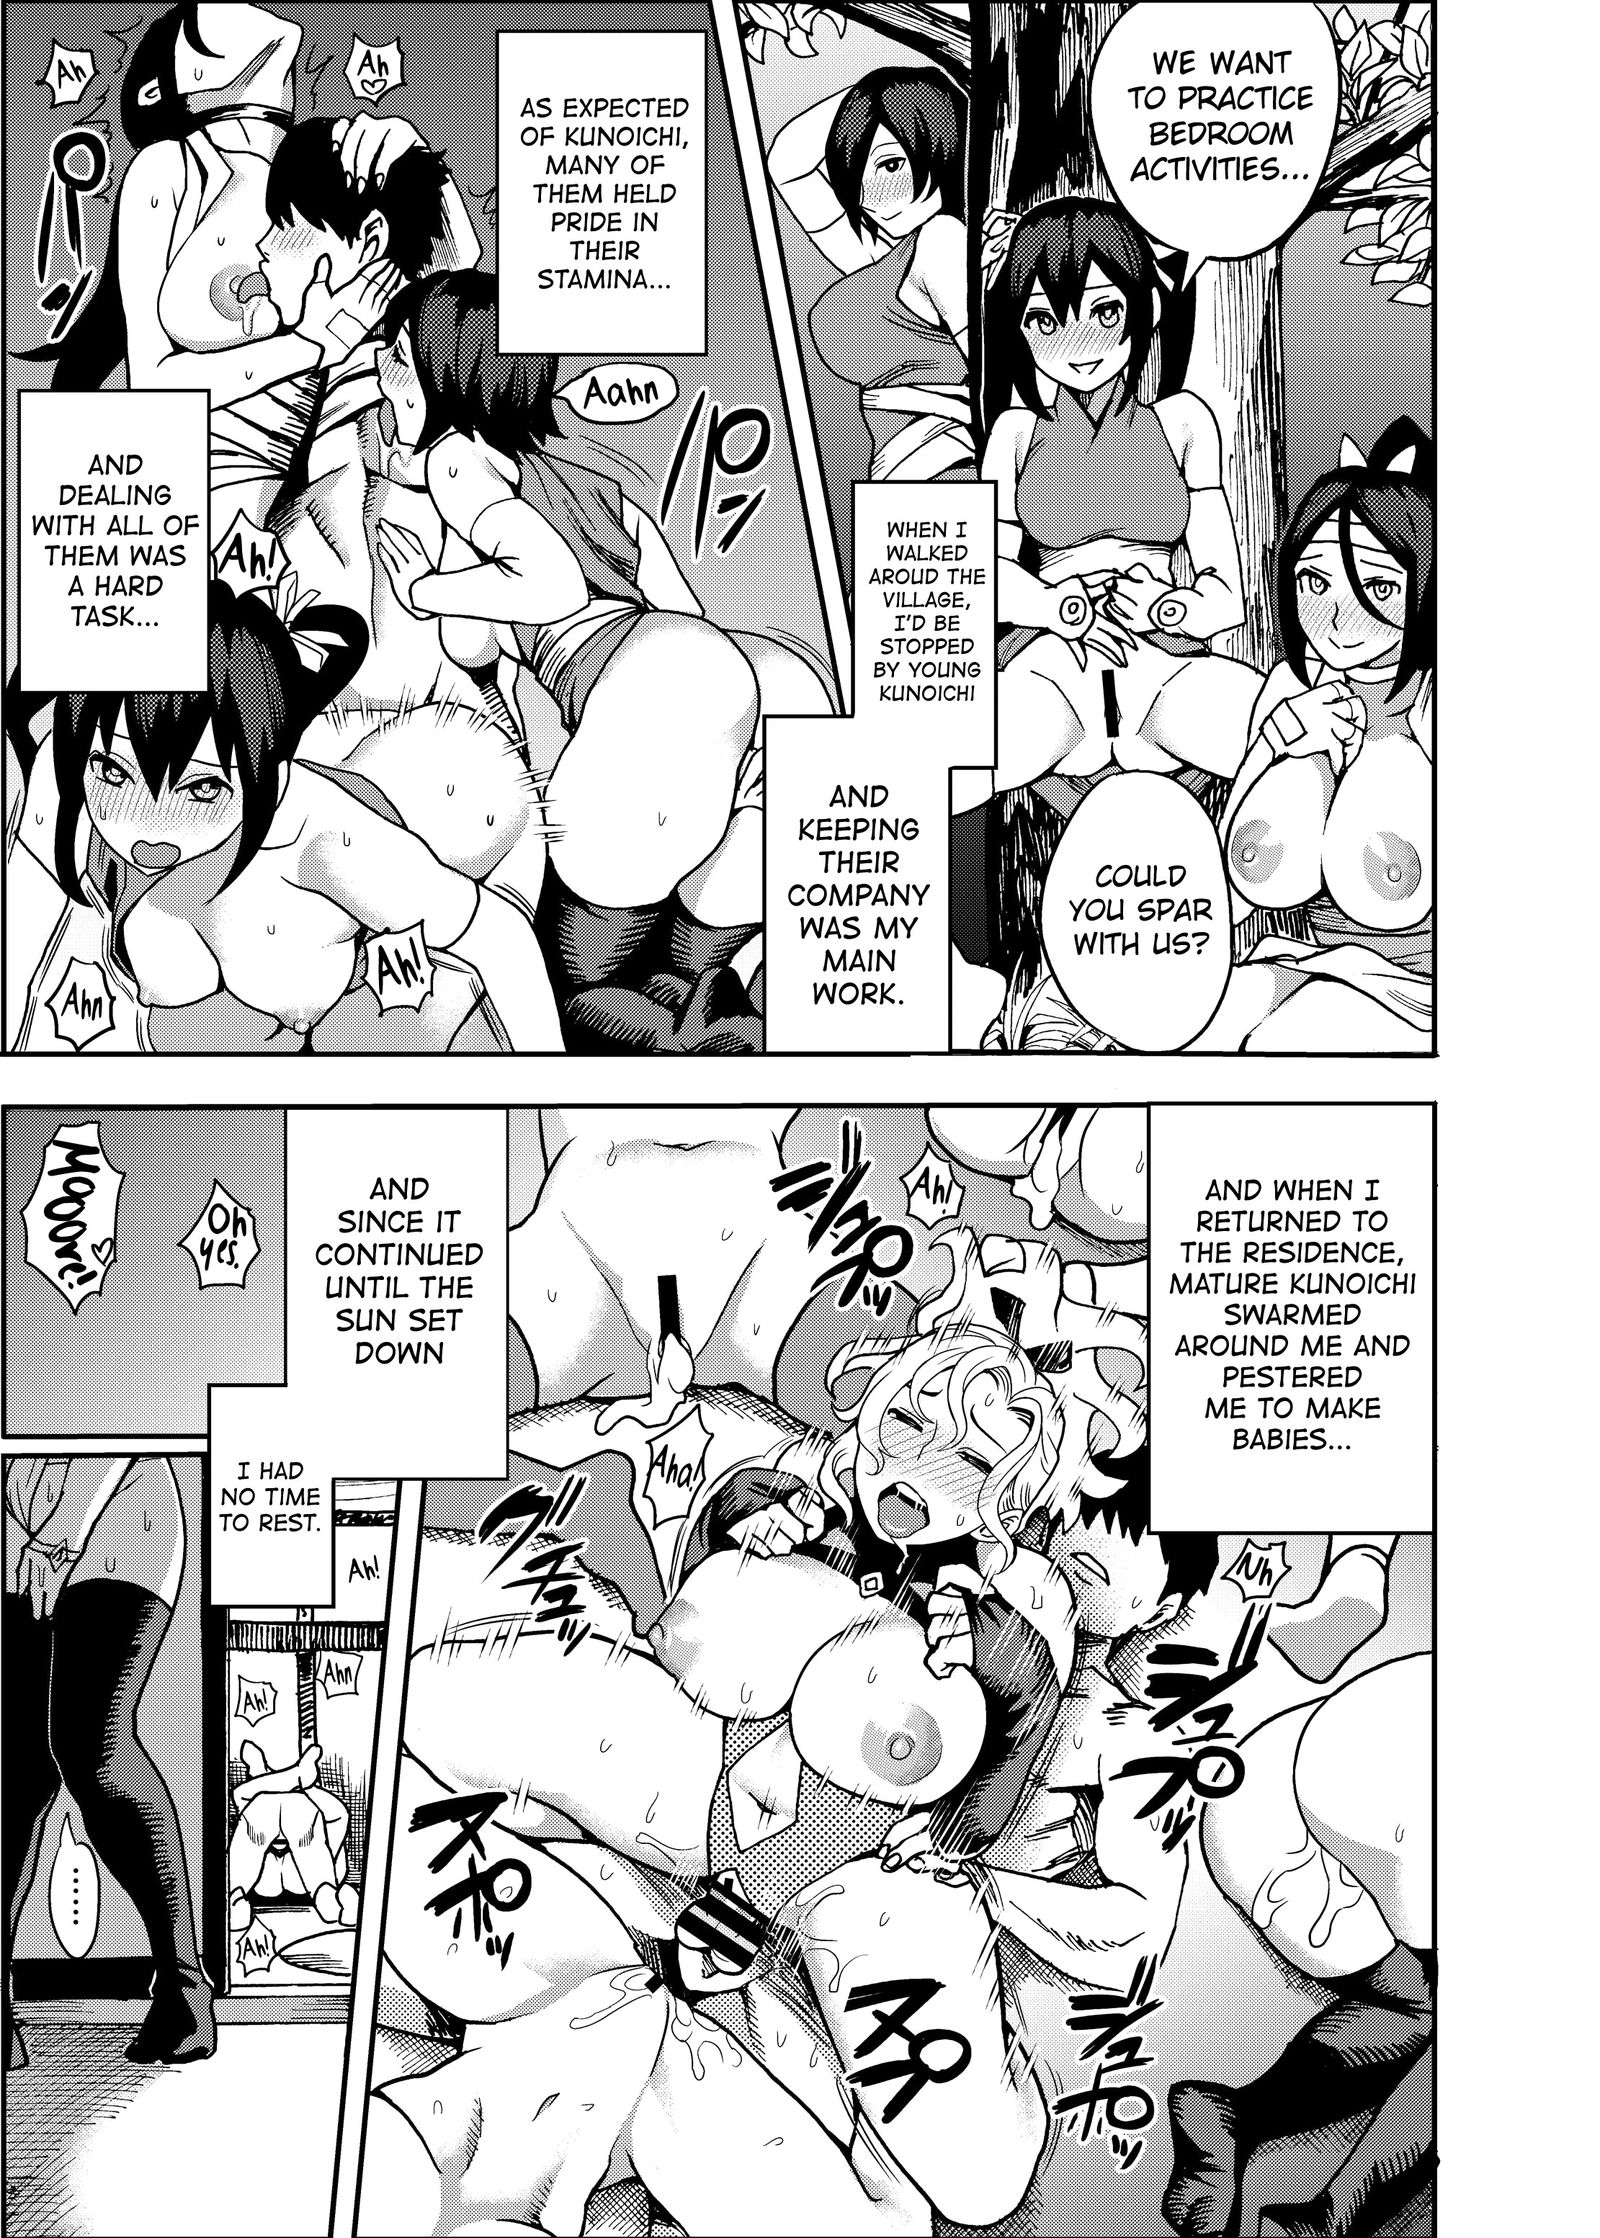 WE WANT
TO PRACTICE
BEDROOM
ACTIVITIES...
WHEN I
WALKED
AROUD THE
VILLAGE,
I'D BE
STOPPED
BY YOUNG
KUNOICHI
COULD
YOU SPAR
WITH US?
AND
KEEPING
THEIR
COMPANY
WAS MY
MAIN
WORK.
AS EXPECTED
OF KUNOICHI,
MANY OF
THEM HELD
PRIDE IN
THEIR
STAMINA...
Ah
Ah
Aahn
パンッ
AND
DEALING
WITH ALL OF
THEM WAS
A HARD
TASK...
Ah!
Ah!
Ahn
AND WHEN I
RETURNED TO
THE RESIDENCE,
MATURE KUNOICHI
SWARMED
AROUND ME AND
PESTERED
ME TO MAKE
BABIES...
Ah!
Aha!
Nh
AND
SINCE IT
CONTINUED
UNTIL THE
SUN SET
DOWN
Oh
yes.
Moooore!
I HAD
NO TIME
TO REST.
Ah!
Ahn
Ah!
Ah!
......